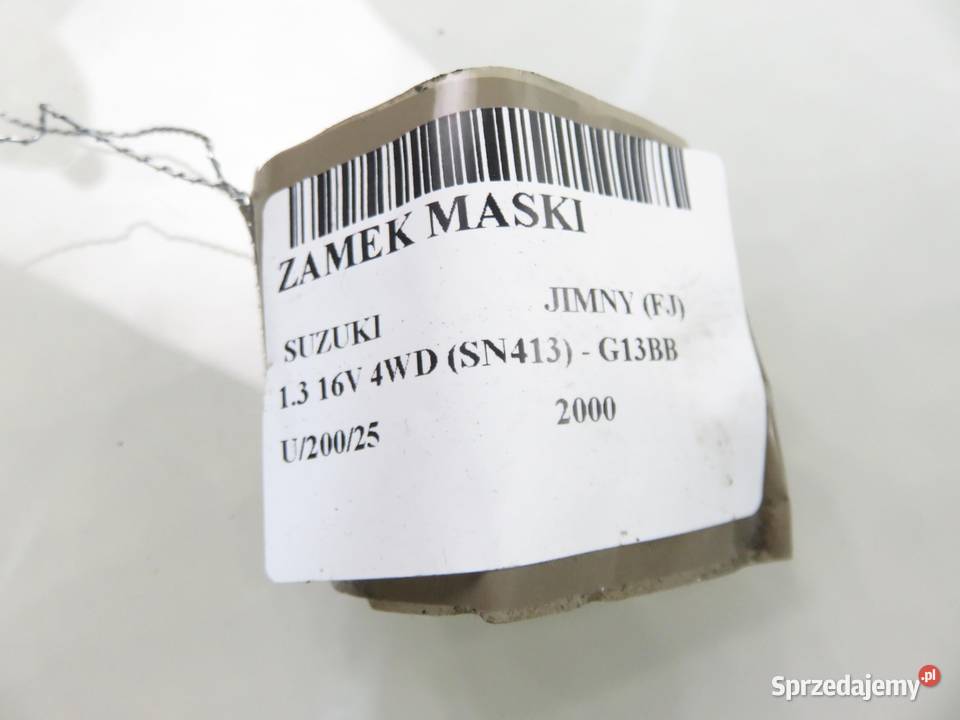 ZAMEK MASKI
SUZUKI JIMNY (FJ)
1.3 16V 4WD (SN413) - G13BB
U/200/25 2000
Sprzedajemy.pl